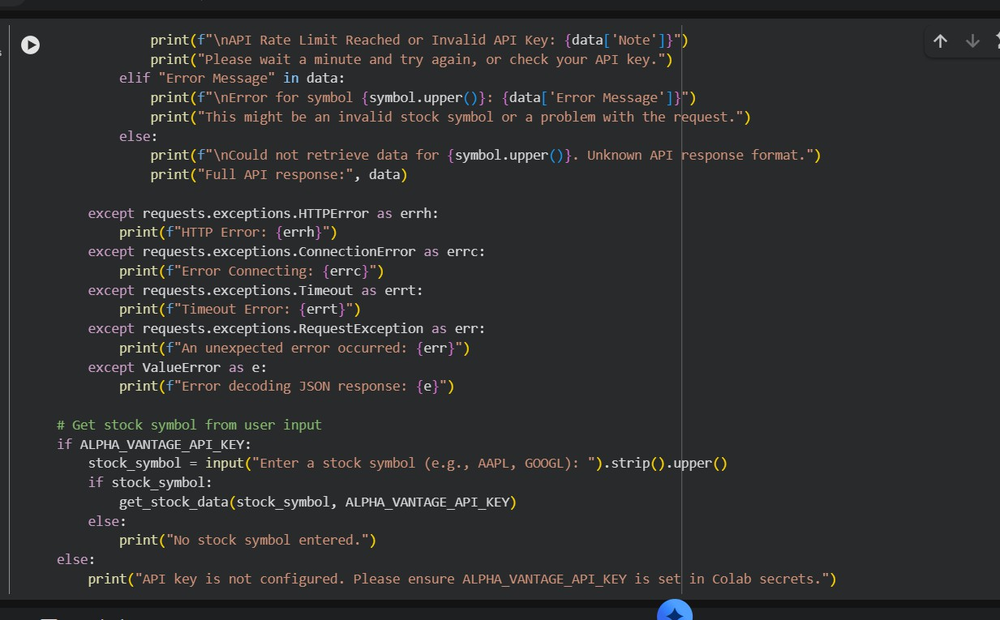 print(f"\nAPI Rate Limit Reached or Invalid API Key: {data['Note']}")
            print("Please wait a minute and try again, or check your API key.")
        elif "Error Message" in data:
            print(f"\nError for symbol {symbol.upper()}: {data['Error Message']}")
            print("This might be an invalid stock symbol or a problem with the request.")
        else:
            print(f"\nCould not retrieve data for {symbol.upper()}. Unknown API response format.")
            print("Full API response:", data)

    except requests.exceptions.HTTPError as errh:
        print(f"HTTP Error: {errh}")
    except requests.exceptions.ConnectionError as errc:
        print(f"Error Connecting: {errc}")
    except requests.exceptions.Timeout as errt:
        print(f"Timeout Error: {errt}")
    except requests.exceptions.RequestException as err:
        print(f"An unexpected error occurred: {err}")
    except ValueError as e:
        print(f"Error decoding JSON response: {e}")

# Get stock symbol from user input
if ALPHA_VANTAGE_API_KEY:
    stock_symbol = input("Enter a stock symbol (e.g., AAPL, GOOGL): ").strip().upper()
    if stock_symbol:
        get_stock_data(stock_symbol, ALPHA_VANTAGE_API_KEY)
    else:
        print("No stock symbol entered.")
else:
    print("API key is not configured. Please ensure ALPHA_VANTAGE_API_KEY is set in Colab secrets.")